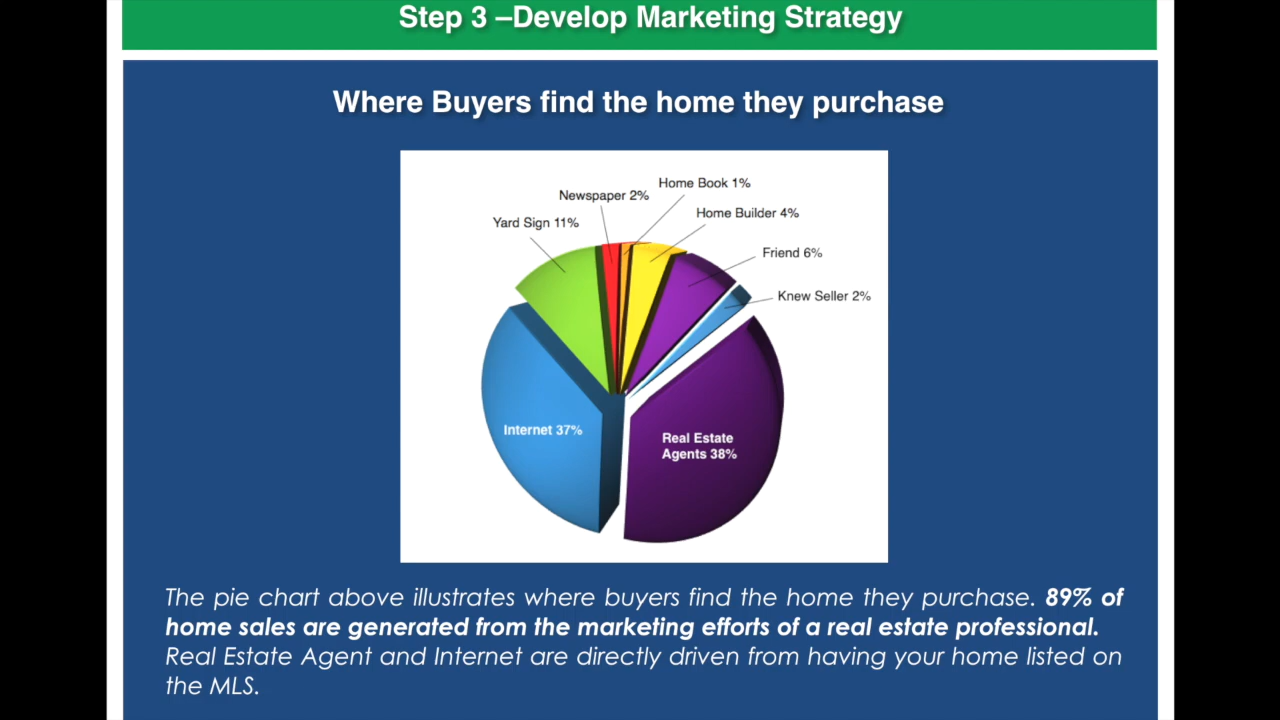 Step 3 –Develop Marketing Strategy
Where Buyers find the home they purchase
Home Book 1%
Newspaper 2%
Home Builder 4%
Yard Sign 11%
Friend 6%
Knew Seller 2%
Internet 37%
Real Estate
Agents 38%
The pie chart above illustrates where buyers find the home they purchase. 89% of
home sales are generated from the marketing efforts of a real estate professional.
Real Estate Agent and Internet are directly driven from having your home listed on
the MLS.